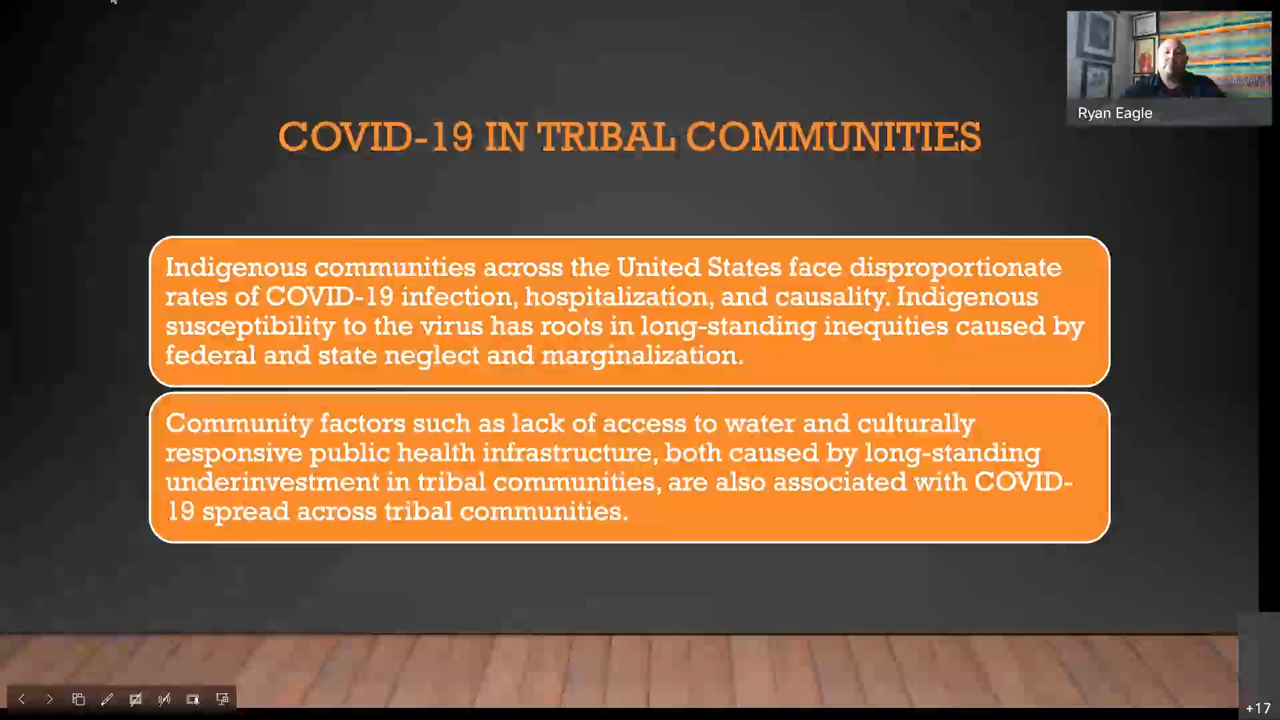 Ryan Eagle
COVID-19 IN TRIBAL COMMUNITIES
Indigenous communities across the United States face disproportionate
rates of COVID-19 infection, hospitalization, and causality. Indigenous
susceptibility to the virus has roots in long-standing inequities caused by
federal and state neglect and marginalization.
Community factors such as lack of access to water and culturally
responsive public health infrastructure, both caused by long-standing
underinvestment in tribal communities, are also associated with COVID-
19 spread across tribal communities.
+17